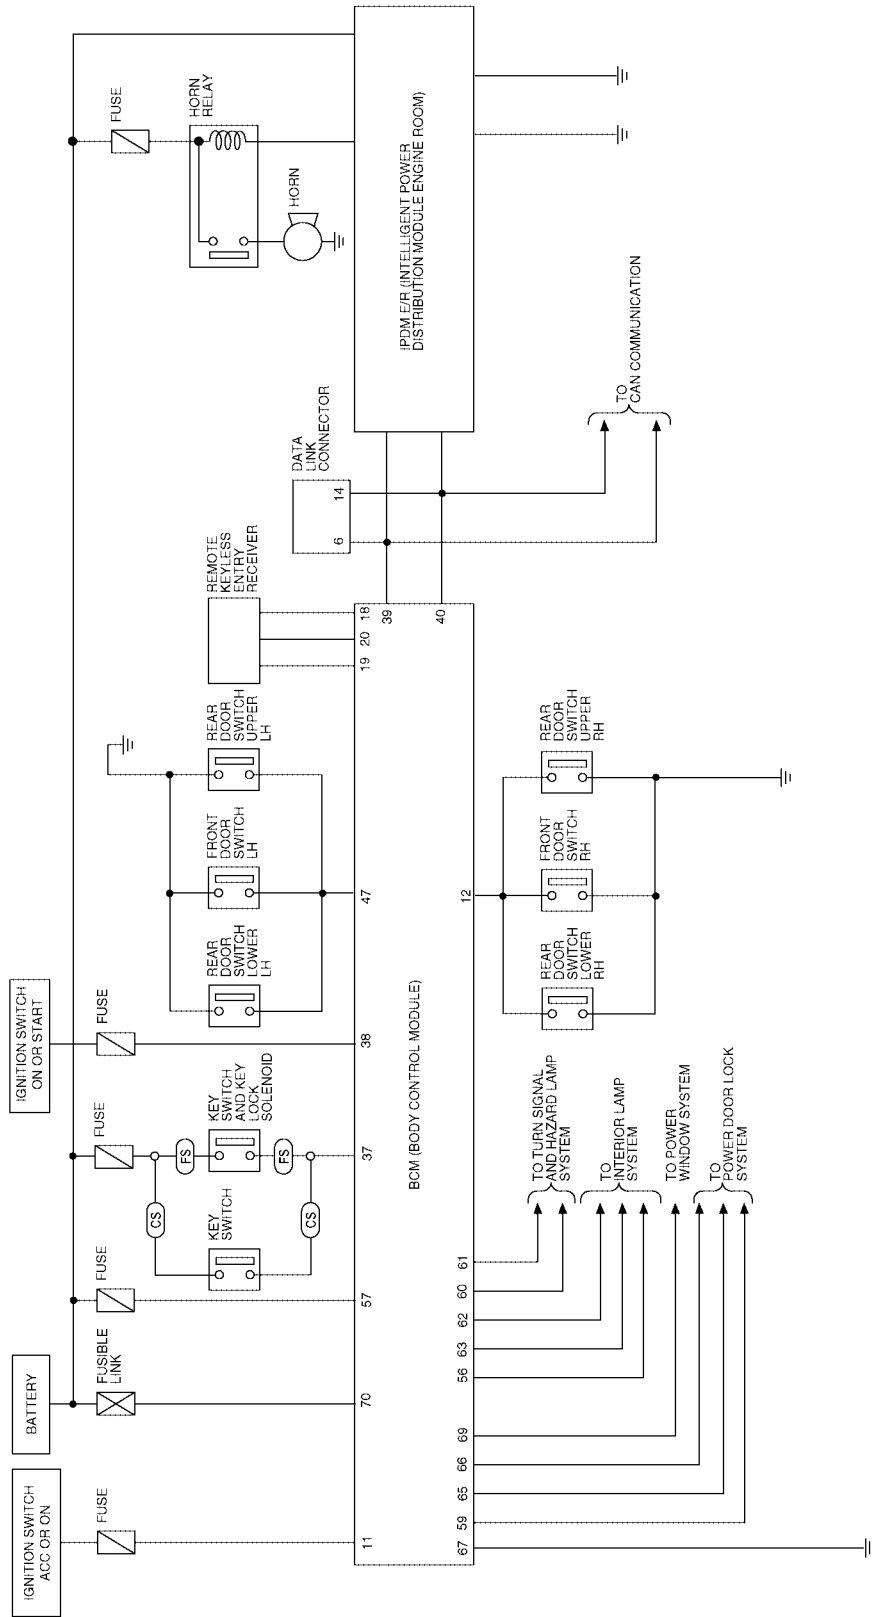 IGNITION SWITCH
ACC OR ON
FUSE
11
BATTERY
FUSIBLE
LINK
70
FUSE
57
FUSE
CS
FS
KEY
SWITCH
KEY
SWITCH
AND KEY
LOCK
SOLENOID
CS
FS
37
IGNITION SWITCH
ON OR START
FUSE
38
REAR
DOOR
SWITCH
LOWER
LH
FRONT
DOOR
SWITCH
LH
REAR
DOOR
SWITCH
UPPER
LH
47
REMOTE
KEYLESS
ENTRY
RECEIVER
19
20
18
DATA
LINK
CONNECTOR
6
14
39
40
FUSE
HORN
RELAY
HORN
BCM (BODY CONTROL MODULE)
IPDM E/R (INTELLIGENT POWER
DISTRIBUTION MODULE ENGINE ROOM)
67
59
65
66
69
56
63
62
60
61
12
TO TURN SIGNAL
AND HAZARD LAMP
SYSTEM
TO
INTERIOR LAMP
SYSTEM
TO POWER
WINDOW SYSTEM
TO
POWER DOOR LOCK
SYSTEM
REAR
DOOR
SWITCH
LOWER
RH
FRONT
DOOR
SWITCH
RH
REAR
DOOR
SWITCH
UPPER
RH
TO
CAN COMMUNICATION